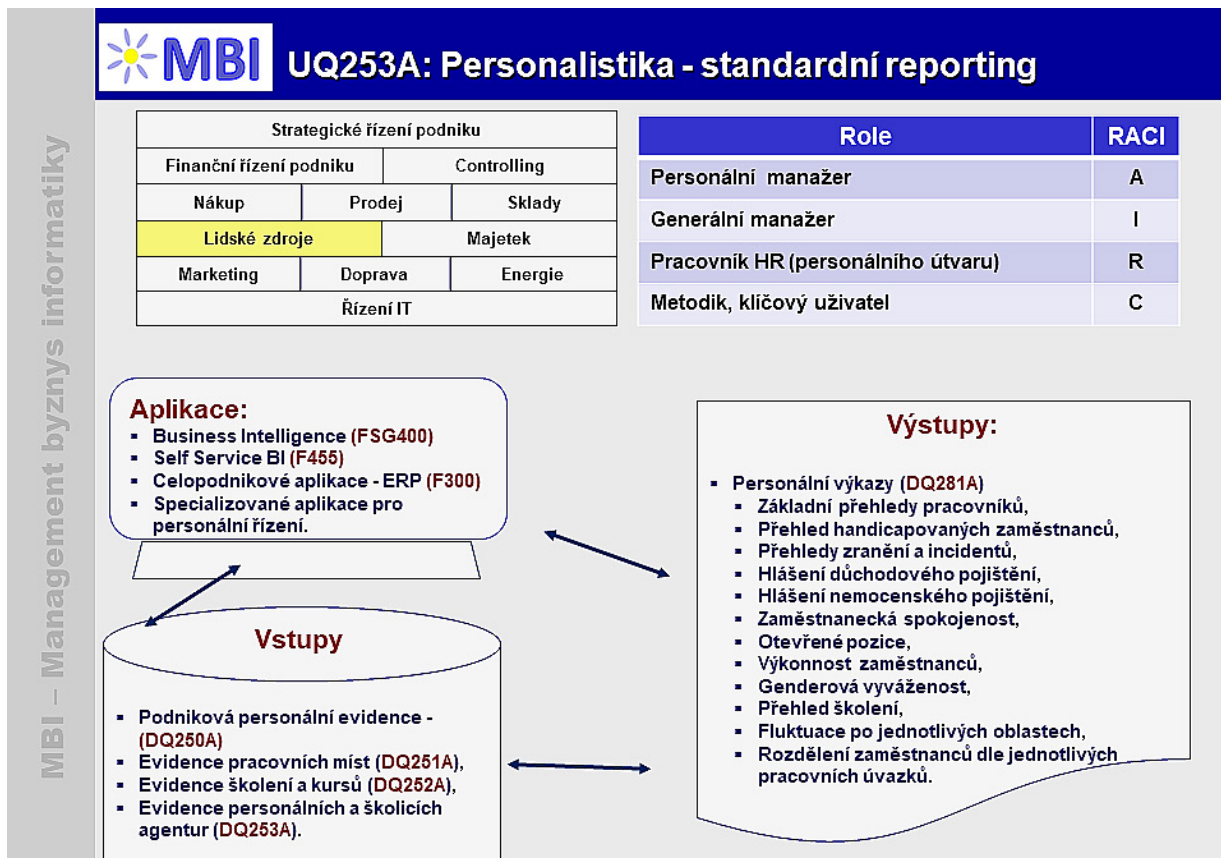 MBI
UQ253A: Personalistika - standardní reporting
MBI – Management byznys informatiky
Strategické řízení podniku
Finanční řízení podniku
Controlling
Nákup
Prodej
Sklady
Lidské zdroje
Majetek
Marketing
Doprava
Energie
Řízení IT
Role
RACI
Personální manažer
A
Generální manažer
I
Pracovník HR (personálního útvaru)
R
Metodik, klíčový uživatel
C
Aplikace:
▪ Business Intelligence (FSG400)
▪ Self Service BI (F455)
▪ Celopodnikové aplikace - ERP (F300)
▪ Specializované aplikace pro
personální řízení.
Vstupy
▪ Podniková personální evidence -
(DQ250A)
▪ Evidence pracovních míst (DQ251A),
▪ Evidence školení a kursů (DQ252A),
▪ Evidence personálních a školicích
agentur (DQ253A).
Výstupy:
▪ Personální výkazy (DQ281A)
▪ Základní přehledy pracovníků,
▪ Přehled handicapovaných zaměstnanců,
▪ Přehledy zranění a incidentů,
▪ Hlášení důchodového pojištění,
▪ Hlášení nemocenského pojištění,
▪ Zaměstnanecká spokojenost,
▪ Otevřené pozice,
▪ Výkonnost zaměstnanců,
▪ Genderová vyváženost,
▪ Přehled školení,
▪ Fluktuace po jednotlivých oblastech,
▪ Rozdělení zaměstnanců dle jednotlivých
pracovních úvazků.